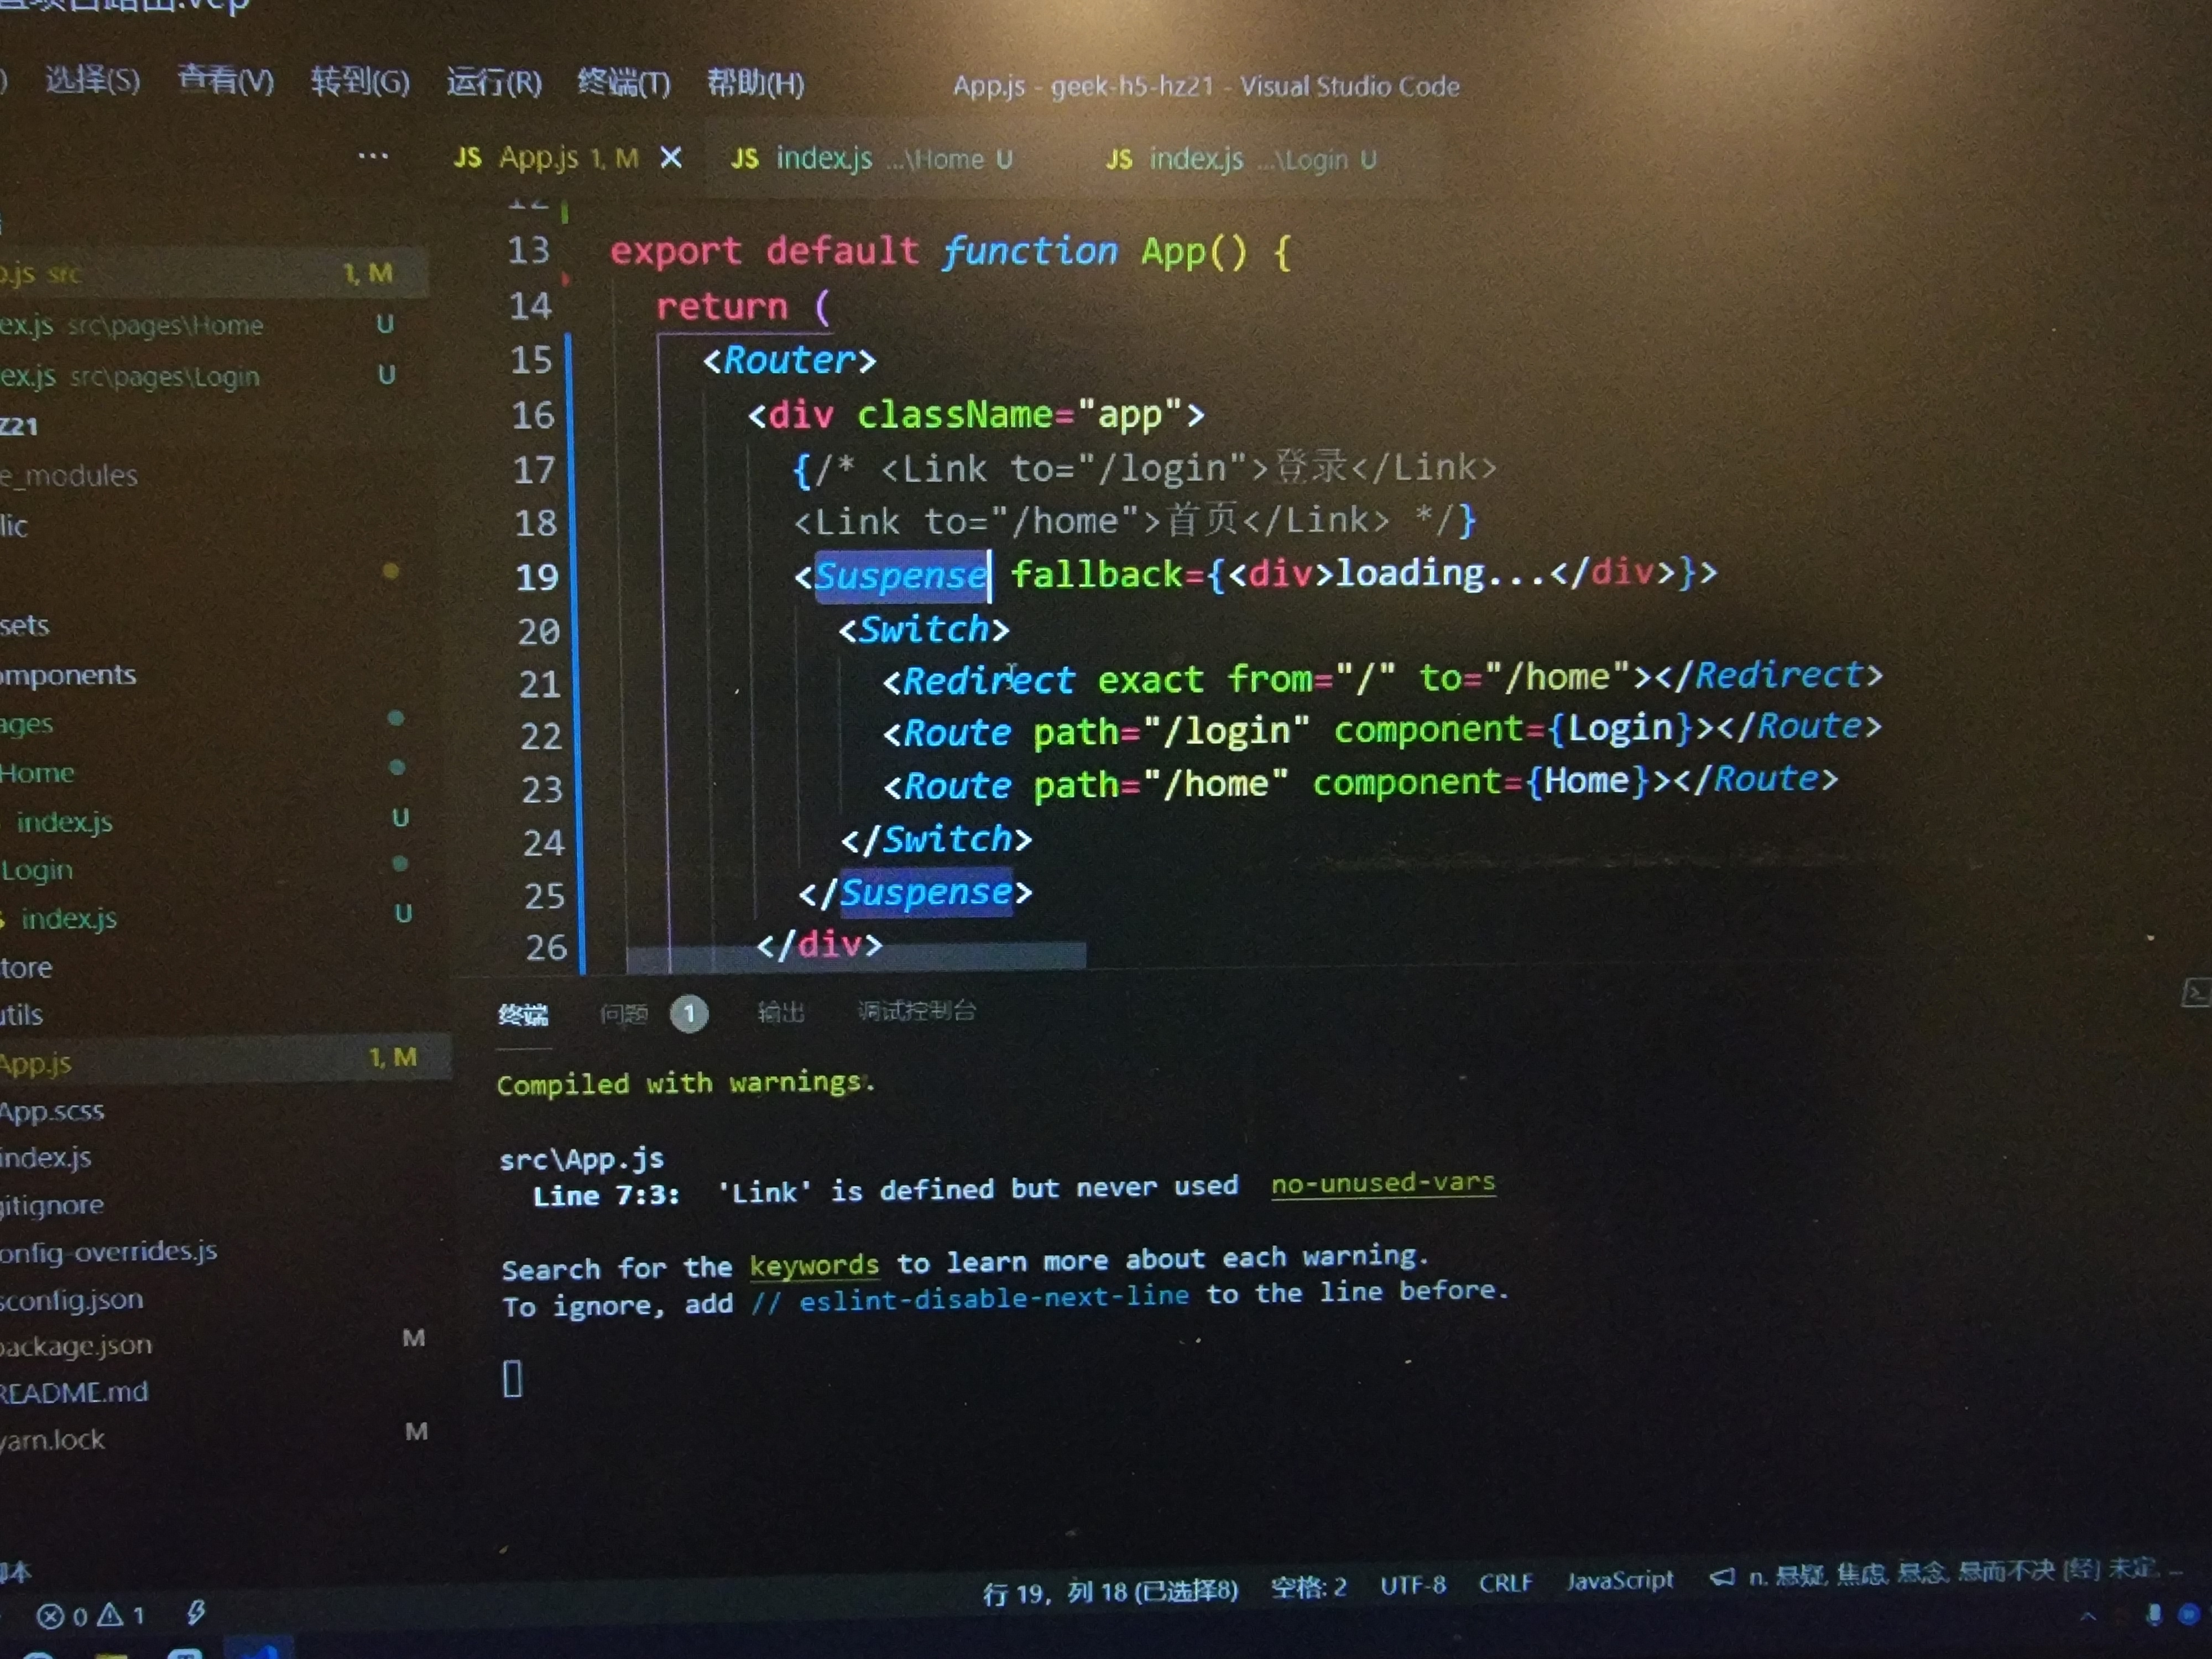 选择(S) 查看(V) 转到(G) 运行(R) 终端(T) 帮助(H) App.js - geek-h5-hz21 - Visual Studio Code
··· JS App.js 1, M JS index.js ...\Home U JS index.js ...\Login U
.js src 1, M
ex.js src\pages\Home U
ex.js src\pages\Login U
Z21
e_modules
lic
sets
omponents
ages
Home
index.js U
Login
index.js U
tore
utils
App.js 1, M
App.scss
index.js
gitignore
onfig-overrides.js
sconfig.json
package.json M
README.md
yarn.lock M
12
13 export default function App() {
14 return (
15 <Router>
16 <div className="app">
17 {/* <Link to="/login">登录</Link>
18 <Link to="/home">首页</Link> */}
19 <Suspense fallback={<div>loading...</div>}>
20 <Switch>
21 <Redirect exact from="/" to="/home"></Redirect>
22 <Route path="/login" component={Login}></Route>
23 <Route path="/home" component={Home}></Route>
24 </Switch>
25 </Suspense>
26 </div>
终端 问题 1 输出 调试控制台
Compiled with warnings.
src\App.js
Line 7:3: 'Link' is defined but never used no-unused-vars
Search for the keywords to learn more about each warning.
To ignore, add // eslint-disable-next-line to the line before.
0 1
行 19，列 18 (已选择8) 空格: 2 UTF-8 CRLF JavaScript n. 悬疑, 焦虑, 悬念, 悬而不决 [经] 未定, ...